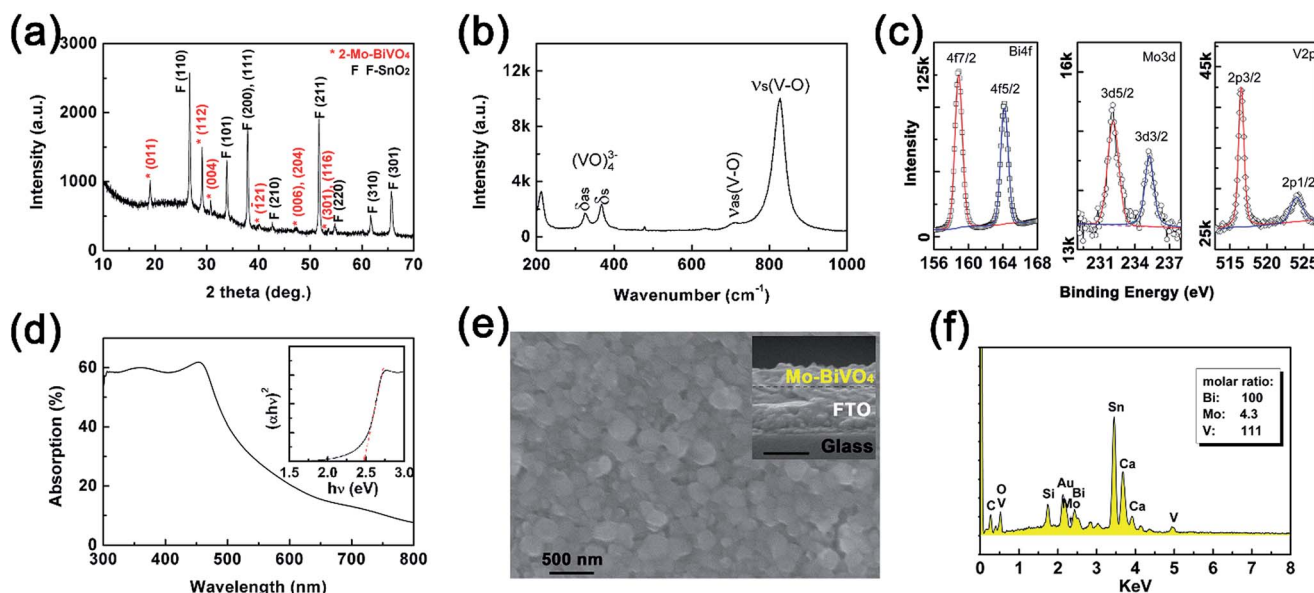 (a)
3000
2000
1000
0
Intensity (a.u.)
* 2-Mo-BiVO₄
F F-SnO₂
* (011)
F (110)
* (112)
* (004)
F (101)
F (200), (111)
* (121)
F (210)
* (006), (204)
F (211)
* (301), (116)
F (220)
F (310)
F (301)
10 20 30 40 50 60 70
2 theta (deg.)
(b)
12k
8k
4k
0
Intensity (a.u.)
(VO)₄³⁻
δas
δs
νas(V-O)
νs(V-O)
200 400 600 800 1000
Wavenumber (cm⁻¹)
(c)
125k
0
Intensity
Bi4f
4f7/2
4f5/2
156 160 164 168
16k
13k
Mo3d
3d5/2
3d3/2
231 234 237
45k
25k
V2p
2p3/2
2p1/2
515 520 525
Binding Energy (eV)
(d)
60
40
20
0
Absorption (%)
(αhν)²
1.5 2.0 2.5 3.0
hν (eV)
300 400 500 600 700 800
Wavelength (nm)
(e)
Mo-BiVO₄
FTO
Glass
500 nm
(f)
molar ratio:
Bi: 100
Mo: 4.3
V: 111
C
O
V
Si
Au
Mo
Bi
Sn
Ca
Ca
V
0 1 2 3 4 5 6 7 8
KeV